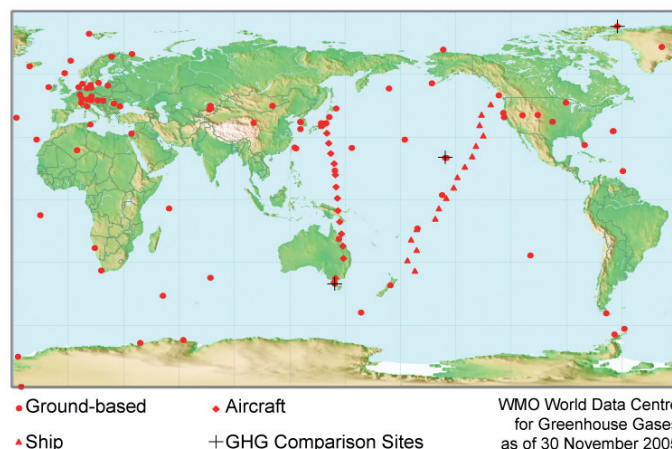 Ground-based
Aircraft
Ship
GHG Comparison Sites
WMO World Data Centre
for Greenhouse Gases
as of 30 November 2005